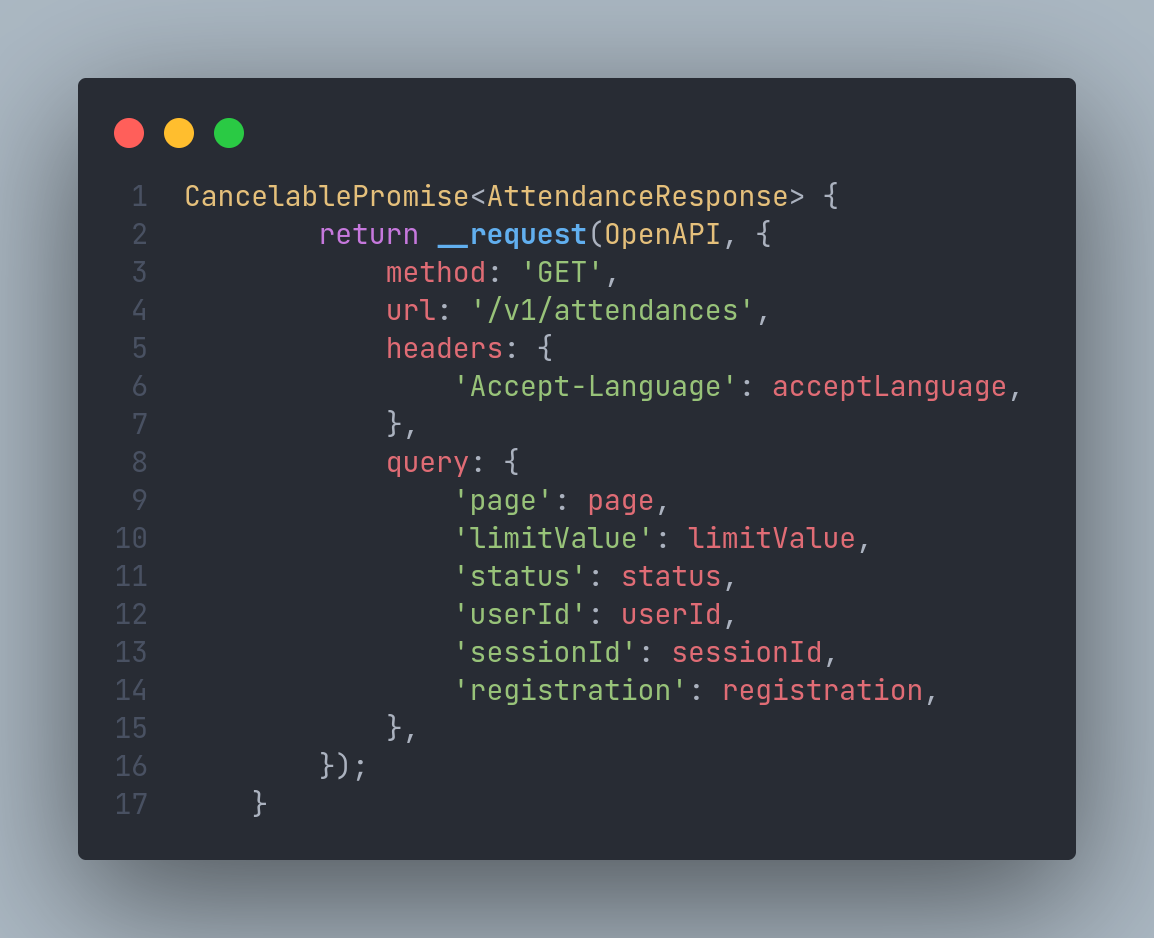 1 CancelablePromise<AttendanceResponse> {
2         return __request(OpenAPI, {
3             method: 'GET',
4             url: '/v1/attendances',
5             headers: {
6                 'Accept-Language': acceptLanguage,
7             },
8             query: {
9                 'page': page,
10                 'limitValue': limitValue,
11                 'status': status,
12                 'userId': userId,
13                 'sessionId': sessionId,
14                 'registration': registration,
15             },
16         });
17     }